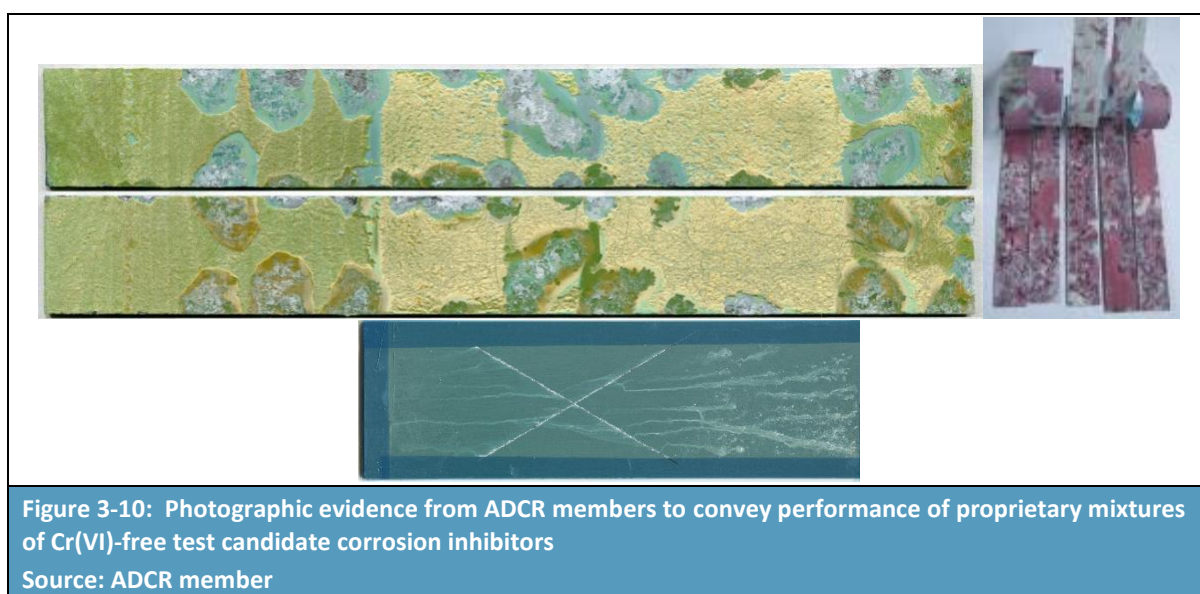 Figure 3-10: Photographic evidence from ADCR members to convey performance of proprietary mixtures
of Cr(VI)-free test candidate corrosion inhibitors
Source: ADCR member